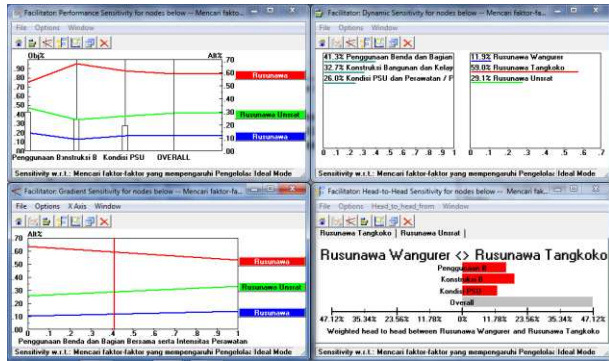 Facilitator: Performance Sensitivity for nodes below -- Mencari fakto...
File Options Window
Obj% Alt%
.90 .70
.80 .60
.70 .50
.60
.50 .40
.40 .30
.30 .20
.20
.10 .10
.00 .00
Rusunawa
Rusunawa Unsrat
Rusunawa
Penggunaan B Kondisi PSU OVERALL
Sensitivity w.r.t.: Mencari faktor-faktor yang mempengaruhi Pengelolaa Ideal Mode
Facilitator: Dynamic Sensitivity for nodes below -- Mencari faktor-faktor...
File Options Window
41.3% Penggunaan Benda dan Bagian 11.9% Rusunawa Wangurer
32.7% Konstruksi Bangunan dan Kelay 59.0% Rusunawa Tangkoko
26.0% Kondisi PSU dan Perawatan / P 29.1% Rusunawa Unsrat
0 .1 .2 .3 .4 .5 .6 .7 .8 .9 1 0 .1 .2 .3 .4 .5 .6 .7
Sensitivity w.r.t.: Mencari faktor-faktor yang mempengaruhi Pengelolaa Ideal Mode
Facilitator: Gradient Sensitivity for nodes below -- Mencari faktor-fa...
File Options X Axis Window
Alt%
.70
.60
.50
.40
.30
.20
.10
.00
Rusunawa
Rusunawa Unsrat
Rusunawa
0 .1 .2 .3 .4 .5 .6 .7 .8 .9 1
Penggunaan Benda dan Bagian Bersama serta Intensitas Perawatan
Sensitivity w.r.t.: Mencari faktor-faktor yang mempengaruhi Pengelolaa Ideal Mode
Facilitator: Head-to-Head Sensitivity for nodes below -- Mencari fak...
File Options Head_to_head_from Window
Rusunawa Tangkoko | Rusunawa Unsrat |
Rusunawa Wangurer <> Rusunawa Tangkoko
Penggunaan B
Konstruksi B
Kondisi PSU
Overall
47.12% 35.34% 23.56% 11.78% 0% 11.78% 23.56% 35.34% 47.12%
Weighted head to head between Rusunawa Wangurer and Rusunawa Tangkoko
Sensitivity w.r.t.: Mencari faktor-faktor yang mempengaruhi Pengelolaa Ideal Mode